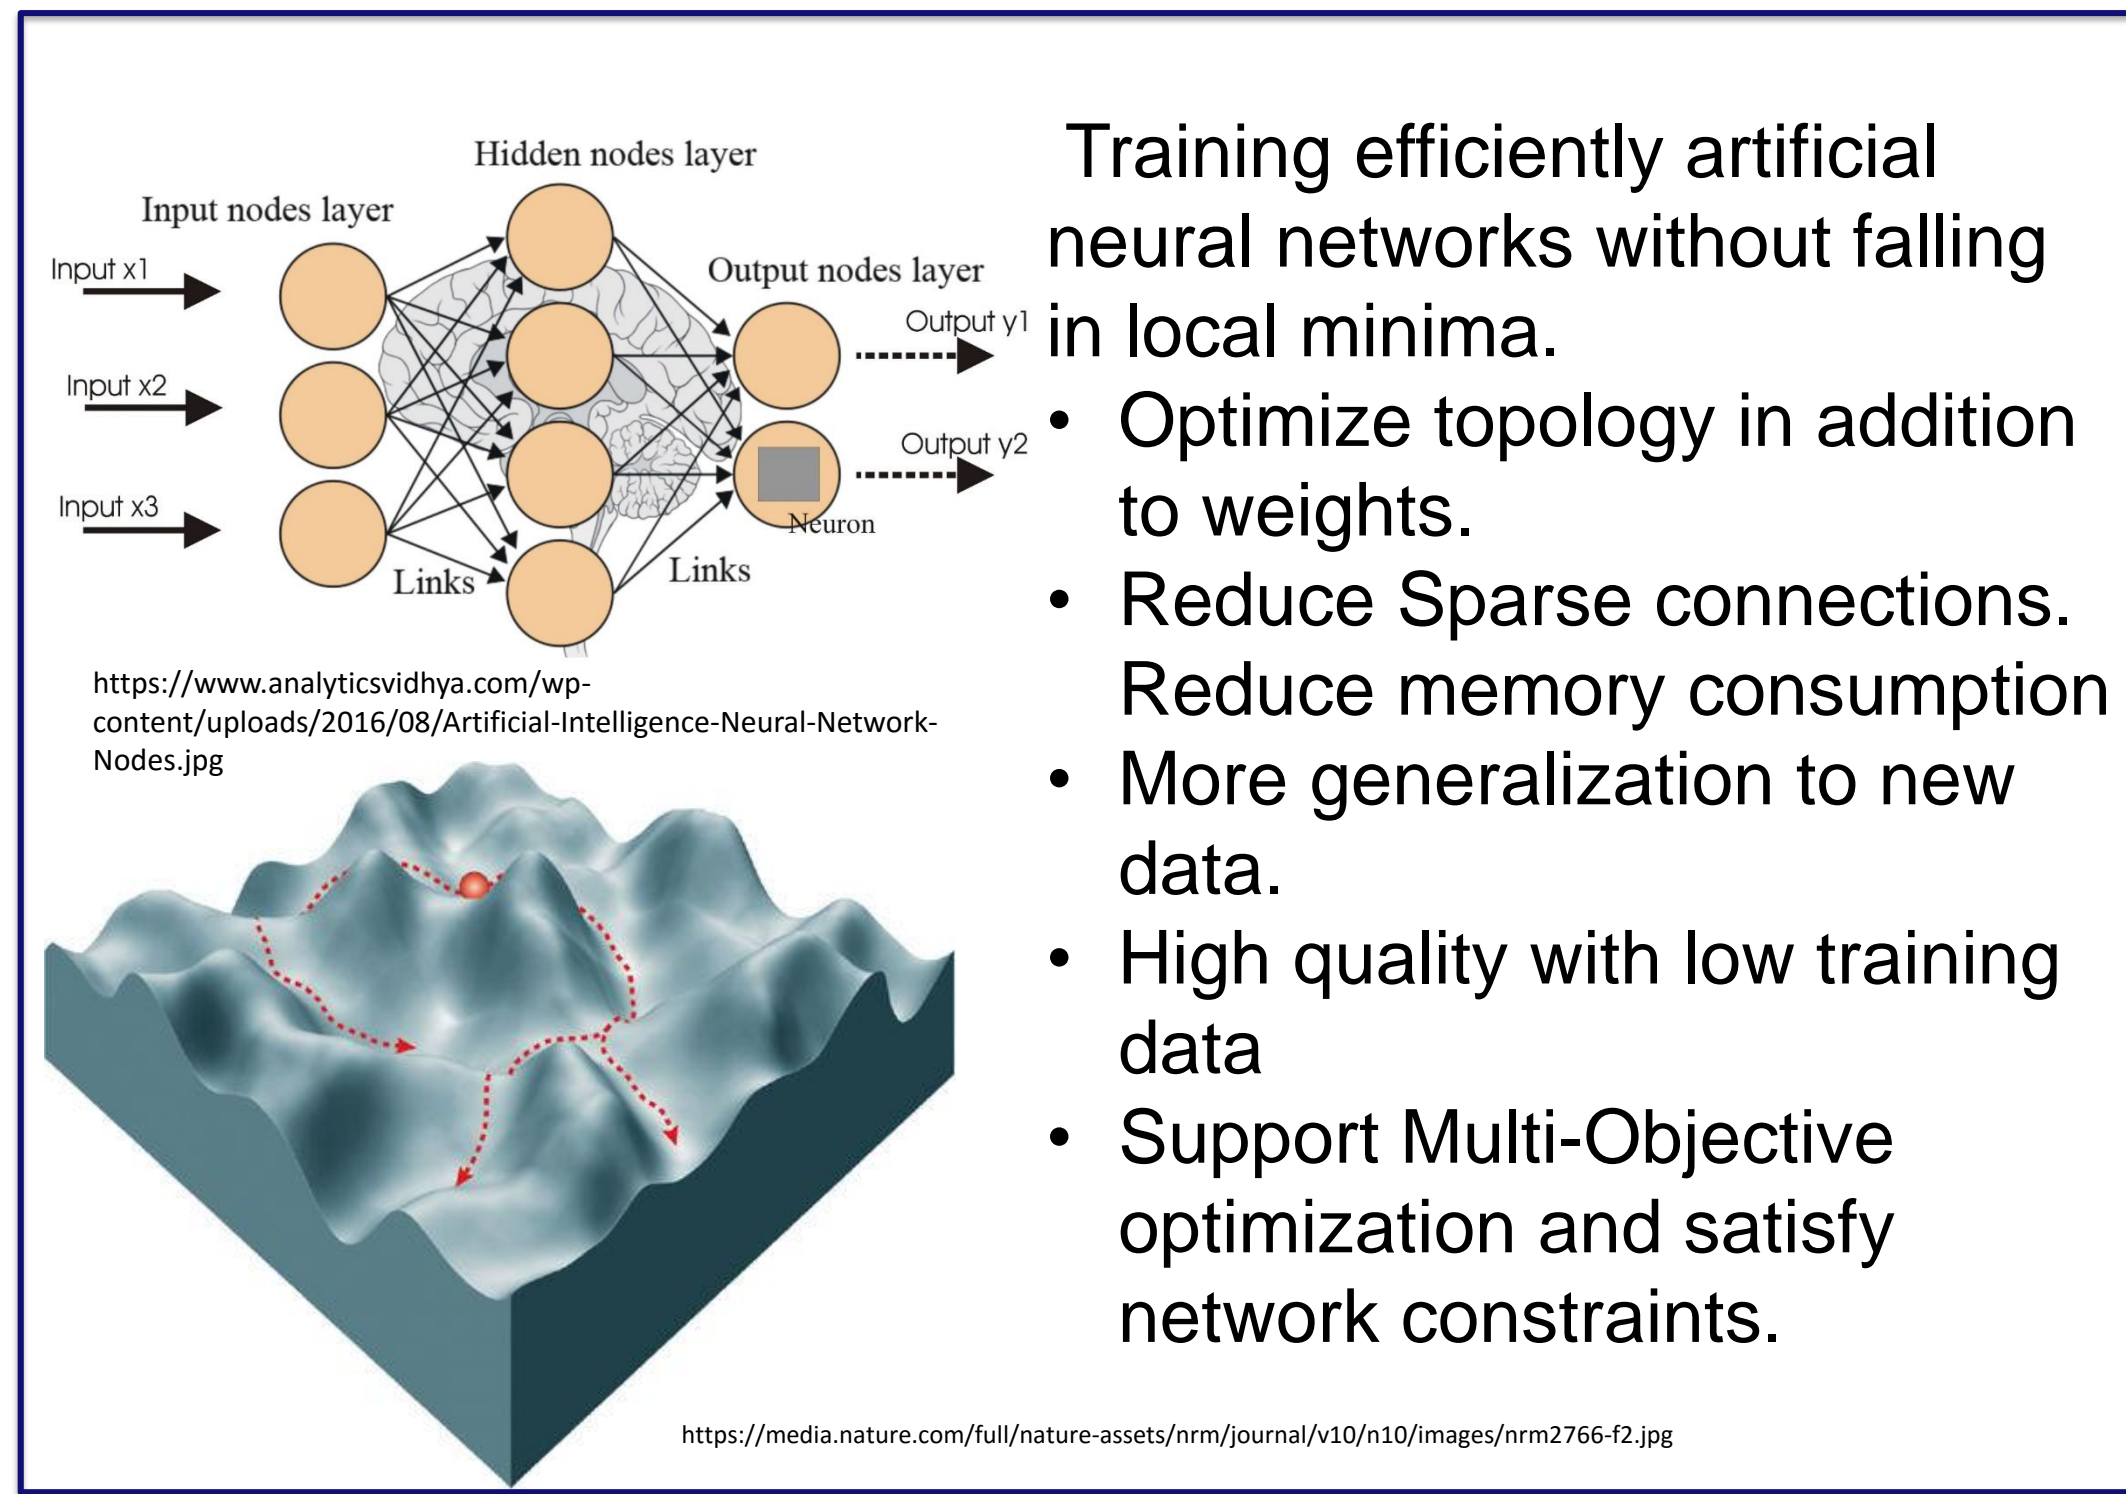 Hidden nodes layer
Input nodes layer
Input x1
Output nodes layer
Output y1
Input x2
Output y2
Input x3
Neuron
Links
Links
https://www.analyticsvidhya.com/wp-
content/uploads/2016/08/Artificial-Intelligence-Neural-Network-
Nodes.jpg
Training efficiently artificial
neural networks without falling
in local minima.
• Optimize topology in addition
to weights.
• Reduce Sparse connections.
Reduce memory consumption
• More generalization to new
data.
• High quality with low training
data
• Support Multi-Objective
optimization and satisfy
network constraints.
https://media.nature.com/full/nature-assets/nrm/journal/v10/n10/images/nrm2766-f2.jpg